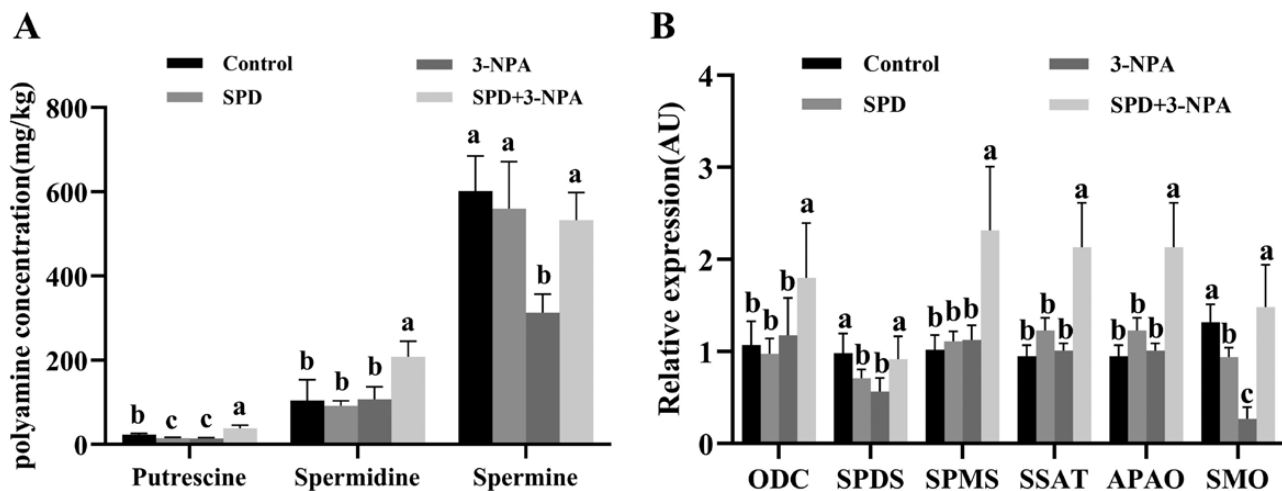 A
Control
3-NPA
SPD
SPD+3-NPA
polyamine concentration(mg/kg)
800
600
400
200
0
b
c
c
a
b
b
b
a
a
a
b
a
Putrescine
Spermidine
Spermine
B
Control
3-NPA
SPD
SPD+3-NPA
Relative expression(AU)
4
3
2
1
0
b
b
b
a
a
b
b
a
b
b
b
a
b
b
b
a
b
b
b
a
a
b
c
a
ODC
SPDS
SPMS
SSAT
APAO
SMO